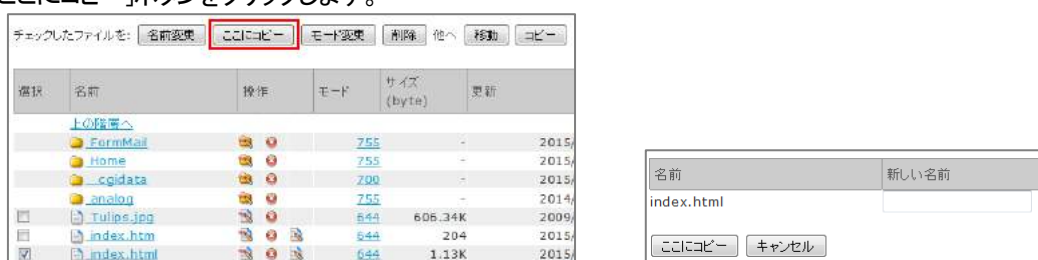 ここにコピー]ボタンをクリックします。
チェックしたファイルを: 名前変更 ここにコピー モード変更 削除 他へ 移動 コピー
選択 名前 操作 モード サイズ (byte) 更新
上の階層へ
FormMail 755 - 2015/
Home 755 - 2015/
_cgidata 700 - 2015/
analog 755 - 2014/
Tulips.jpg 644 606.34K 2009/
index.htm 644 204 2015/
index.html 644 1.13K 2015/
名前 新しい名前
index.html
ここにコピー キャンセル